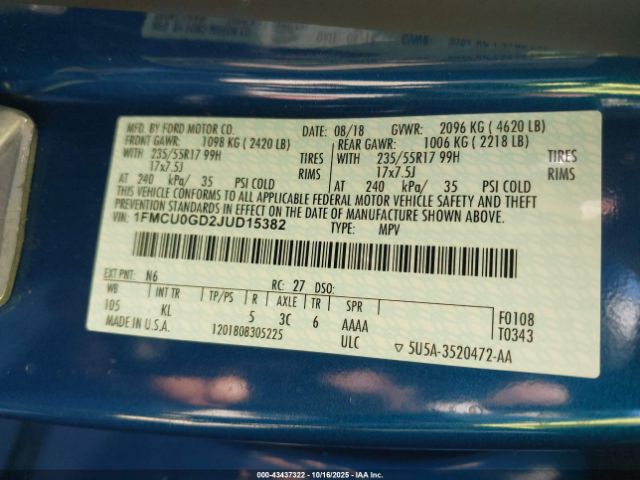 MFD. BY FORD MOTOR CO. DATE: 08/18 GVWR: 2096 KG ( 4620 LB)
FRONT GAWR: 1098 KG ( 2420 LB) REAR GAWR: 1006 KG ( 2218 LB)
WITH 235/55R17 99H TIRES WITH 235/55R17 99H TIRES
17x7.5J RIMS 17x7.5J RIMS
AT 240 kPa/ 35 PSI COLD AT 240 kPa/ 35 PSI COLD
THIS VEHICLE CONFORMS TO ALL APPLICABLE FEDERAL MOTOR VEHICLE SAFETY AND THEFT
PREVENTION STANDARDS IN EFFECT ON THE DATE OF MANUFACTURE SHOWN ABOVE.
VIN: 1FMCU0GD2JUD15382 TYPE: MPV
EXT PNT: N6 RC: 27 DSO:
WB INT TR TP/PS R AXLE TR SPR
105 KL 5 3C 6 AAAA
F0108
T0343
MADE IN U.S.A. 1201808305225 ULC ▽ 5U5A-3520472-AA
000-43437322 - 10/16/2025 - IAA, Inc.